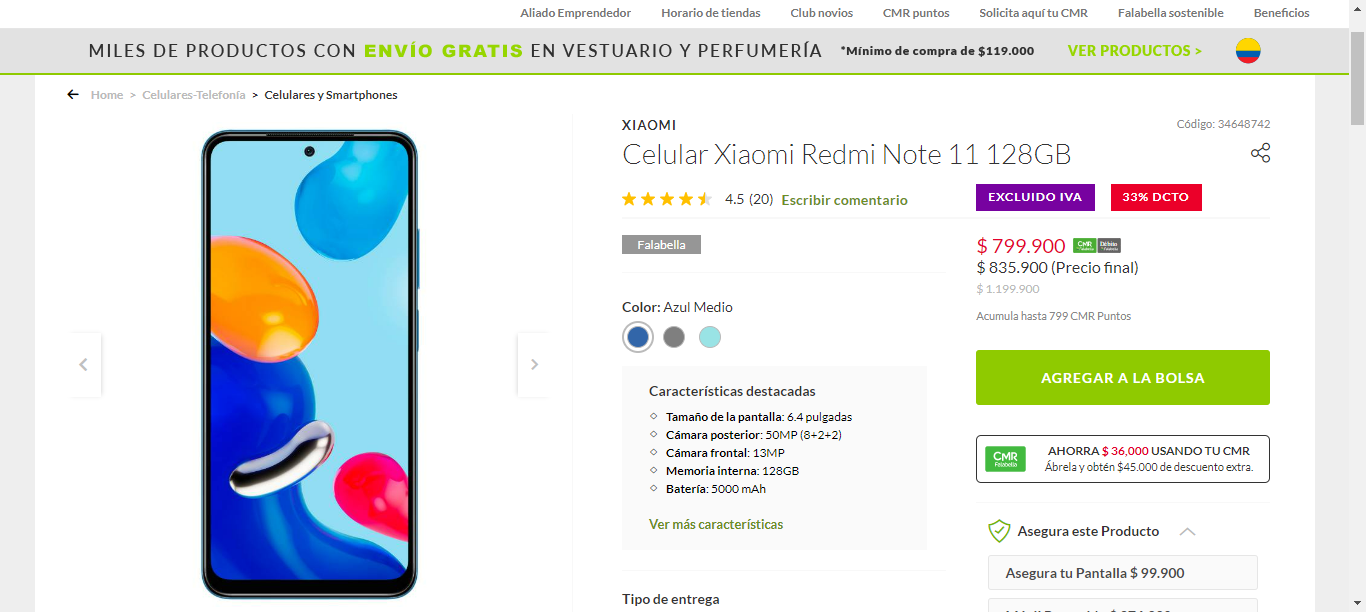 Aliado Emprendedor Horario de tiendas Club novios CMR puntos Solicita aquí tu CMR Falabella sostenible Beneficios
MILES DE PRODUCTOS CON ENVÍO GRATIS EN VESTUARIO Y PERFUMERÍA *Mínimo de compra de $119.000 VER PRODUCTOS >
Home > Celulares-Telefonía > Celulares y Smartphones
XIAOMI
Código: 34648742
Celular Xiaomi Redmi Note 11 128GB
4.5 (20) Escribir comentario
EXCLUIDO IVA 33% DCTO
Falabella
$ 799.900 CMR Débito
$ 835.900 (Precio final)
$ 1.199.900
Acumula hasta 799 CMR Puntos
Color: Azul Medio
AGREGAR A LA BOLSA
Características destacadas
Tamaño de la pantalla: 6.4 pulgadas
Cámara posterior: 50MP (8+2+2)
Cámara frontal: 13MP
Memoria interna: 128GB
Batería: 5000 mAh
Ver más características
CMR
Falabella
AHORRA $ 36,000 USANDO TU CMR
Ábrela y obtén $45.000 de descuento extra.
Asegura este Producto
Asegura tu Pantalla $ 99.900
Tipo de entrega